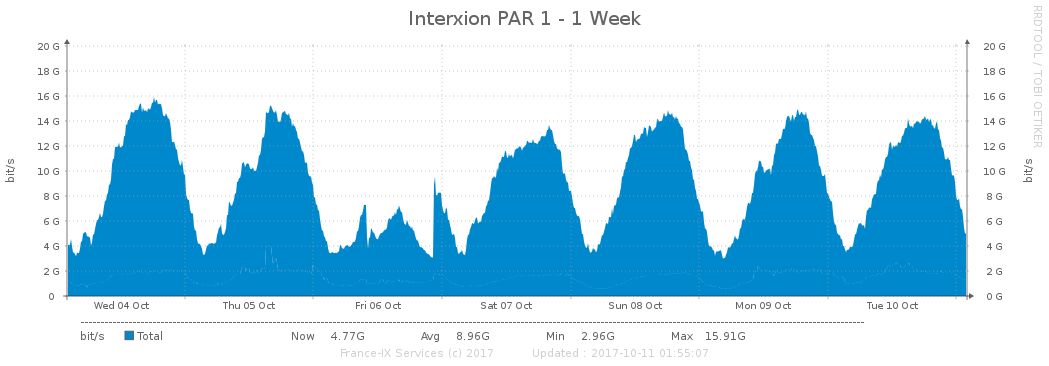 Interxion PAR 1 - 1 Week
RRDTOOL / TOBI OETIKER
20 G 20 G
18 G 18 G
16 G 16 G
14 G 14 G
12 G 12 G
10 G 10 G
8 G 8 G
6 G 6 G
4 G 4 G
2 G 2 G
0 0 G
bit/s
bit/s
Wed 04 Oct Thu 05 Oct Fri 06 Oct Sat 07 Oct Sun 08 Oct Mon 09 Oct Tue 10 Oct
bit/s Total Now 4.77G Avg 8.96G Min 2.96G Max 15.91G
France-IX Services (c) 2017 Updated : 2017-10-11 01:55:07